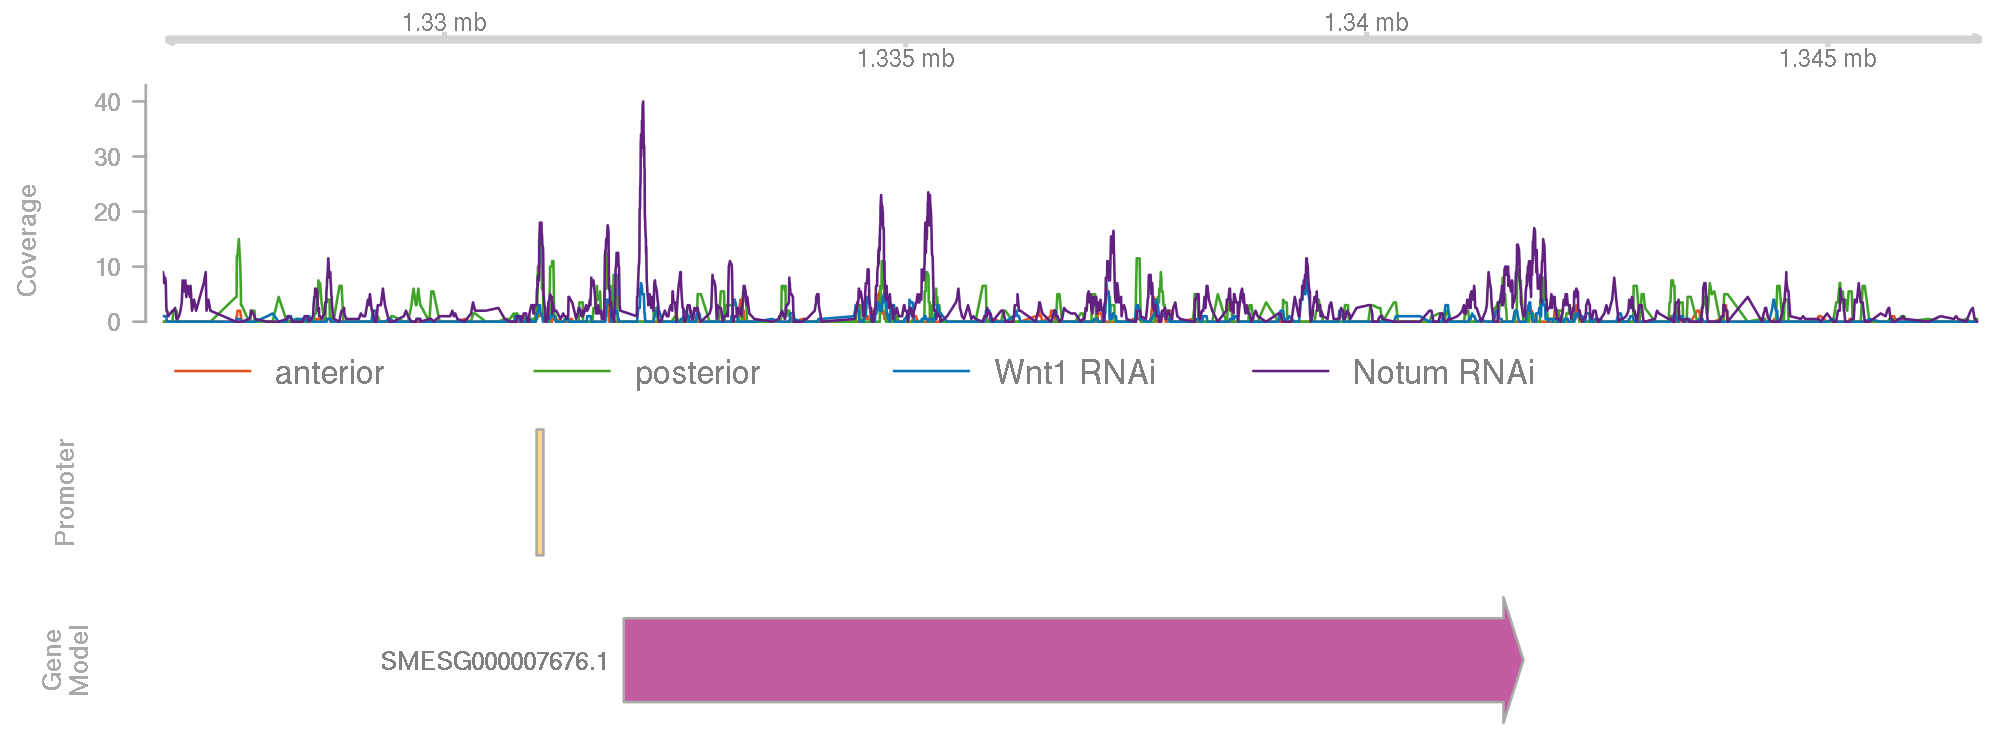 1.33 mb
1.34 mb
1.335 mb
1.345 mb
Coverage
40
30
20
10
0
anterior
posterior
Wnt1 RNAi
Notum RNAi
Promoter
Gene
Model
SMESG000007676.1